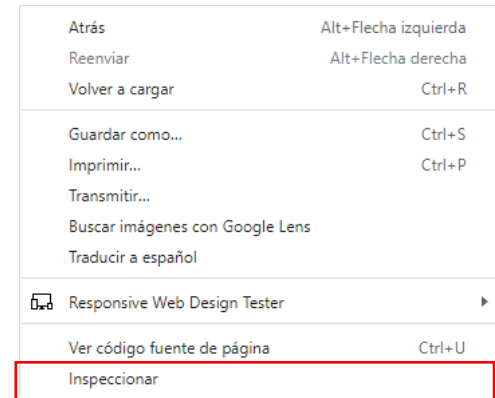 Atrás Alt+Flecha izquierda
Reenviar Alt+Flecha derecha
Volver a cargar Ctrl+R
Guardar como... Ctrl+S
Imprimir... Ctrl+P
Transmitir...
Buscar imágenes con Google Lens
Traducir a español
Responsive Web Design Tester
Ver código fuente de página Ctrl+U
Inspeccionar